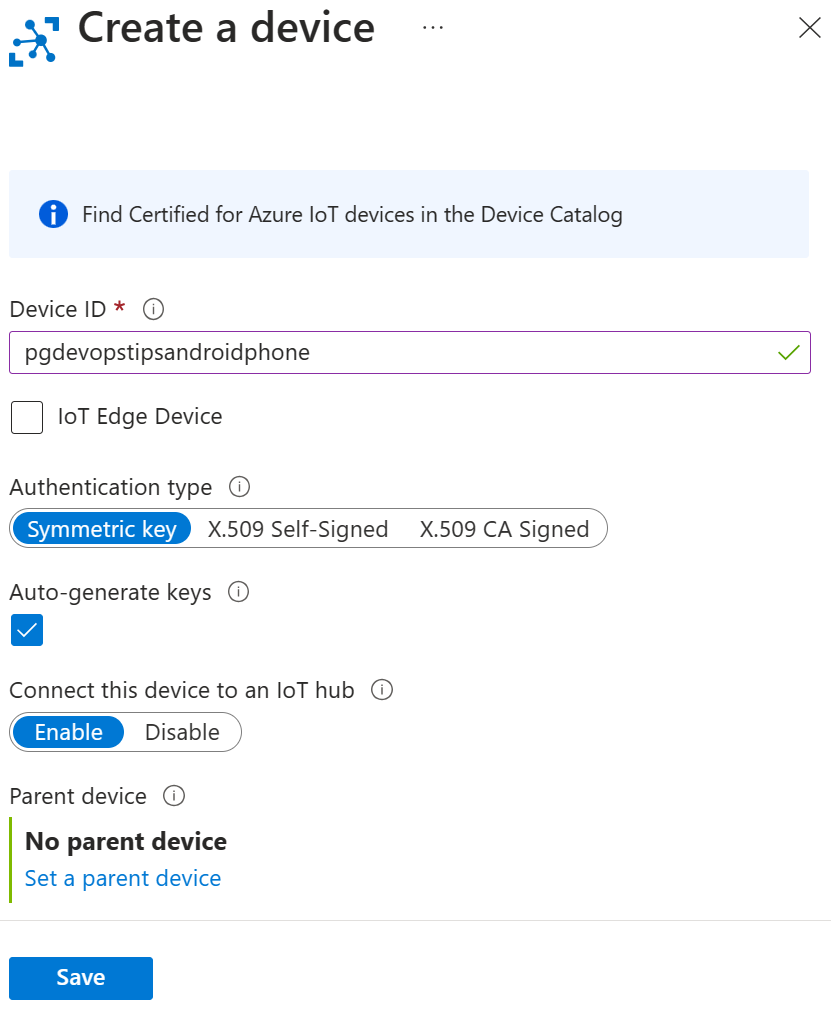 Create a device ...
Find Certified for Azure IoT devices in the Device Catalog
Device ID *
pgdevopstipsandroidphone
IoT Edge Device
Authentication type
Symmetric key X.509 Self-Signed X.509 CA Signed
Auto-generate keys
Connect this device to an IoT hub
Enable Disable
Parent device
No parent device
Set a parent device
Save